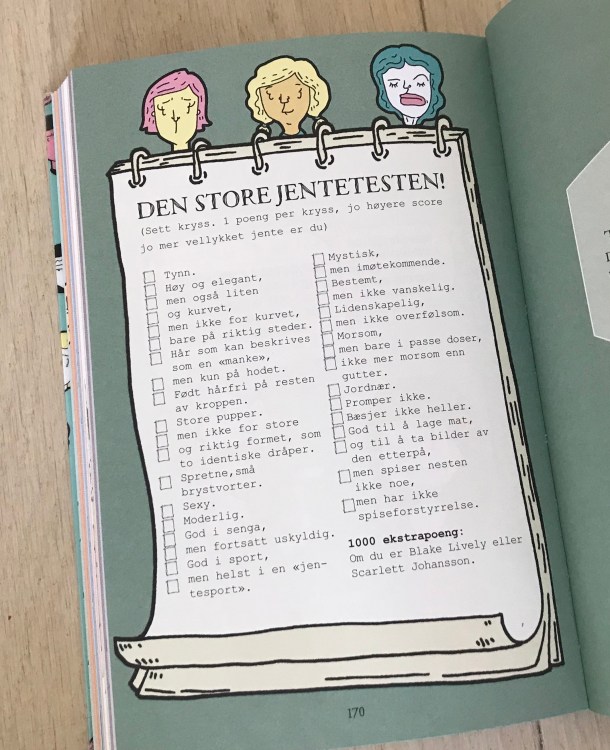 DEN STORE JENTETESTEN!
(Sett kryss. 1 poeng per kryss, jo høyere score
jo mer vellykket jente er du)
Tynn.
Høy og elegant,
men også liten
og kurvet,
men ikke for kurvet,
bare på riktig steder.
Hår som kan beskrives
som en «manke»,
men kun på hodet.
Født hårfri på resten
av kroppen.
Store pupper.
men ikke for store
og riktig formet, som
to identiske dråper.
Spretne,små
brystvorter.
Sexy.
Moderlig.
God i senga,
men fortsatt uskyldig.
God i sport,
men helst i en «jen-
tesport».
Mystisk,
men imøtekommende.
Bestemt,
men ikke vanskelig.
Lidenskapelig,
men ikke overfølsom.
Morsom,
men bare i passe doser,
ikke mer morsom enn
gutter.
Jordnær.
Promper ikke.
Bæsjer ikke heller.
God til å lage mat,
og til å ta bilder av
den etterpå,
men spiser nesten
ikke noe,
men har ikke
spiseforstyrrelse.
1000 ekstrapoeng:
Om du er Blake Lively eller
Scarlett Johansson.
170